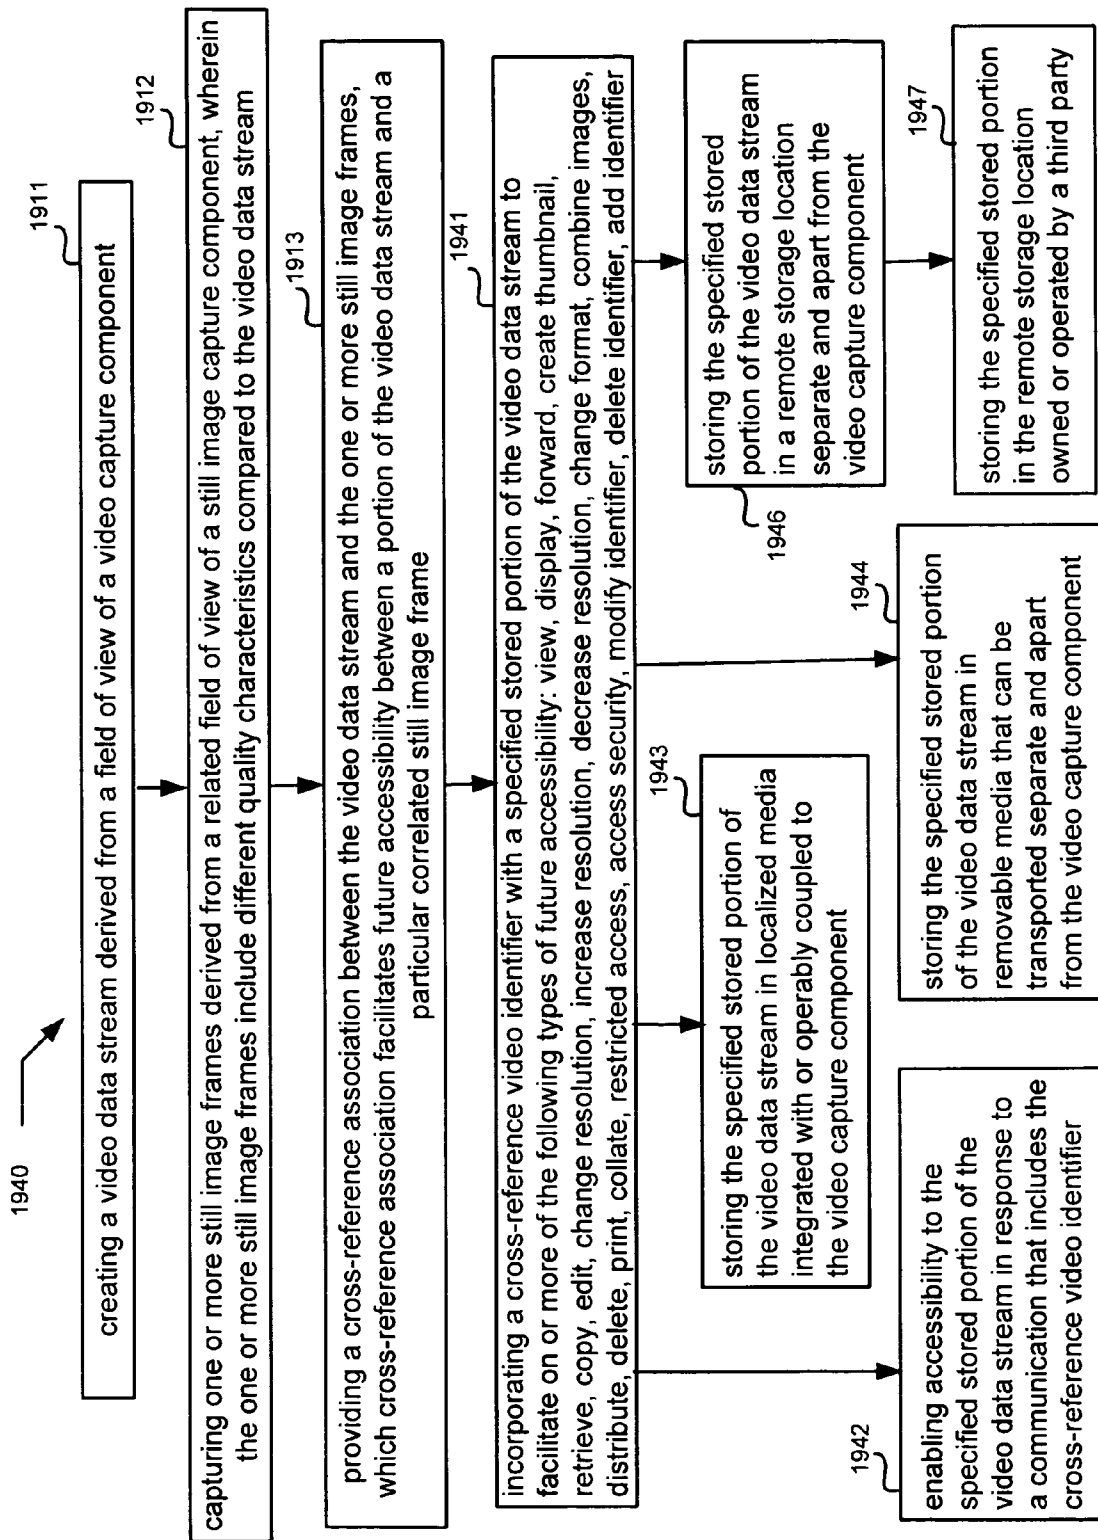 1940
1911
creating a video data stream derived from a field of view of a video capture component
1912
capturing one or more still image frames derived from a related field of view of a still image capture component, wherein
the one or more still image frames include different quality characteristics compared to the video data stream
1913
providing a cross-reference association between the video data stream and the one or more still image frames,
which cross-reference association facilitates future accessibility between a portion of the video data stream and a
particular correlated still image frame
1941
incorporating a cross-reference video identifier with a specified stored portion of the video data stream to
facilitate on or more of the following types of future accessibility: view, display, forward, create thumbnail,
retrieve, copy, edit, change resolution, increase resolution, decrease resolution, change format, combine images,
distribute, delete, print, collate, restricted access, access security, modify identifier, delete identifier, add identifier
1942
enabling accessibility to the
specified stored portion of the
video data stream in response to
a communication that includes the
cross-reference video identifier
1943
storing the specified stored portion of
the video data stream in localized media
integrated with or operably coupled to
the video capture component
1944
storing the specified stored portion
of the video data stream in
removable media that can be
transported separate and apart
from the video capture component
1946
storing the specified stored
portion of the video data stream
in a remote storage location
separate and apart from the
video capture component
1947
storing the specified stored portion
in the remote storage location
owned or operated by a third party